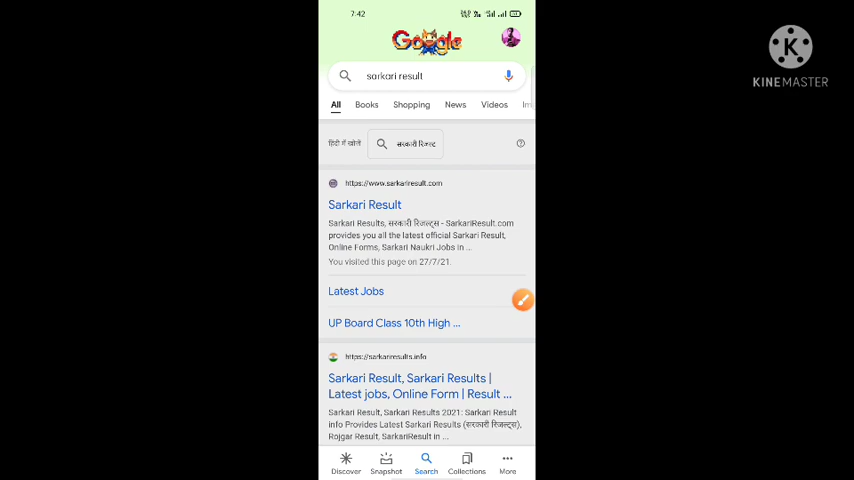 7:42
Google
sarkari result
All Books Shopping News Videos Im
हिंदी में खोजें सरकारी रिजल्ट
https://www.sarkariresult.com
Sarkari Result
Sarkari Results, सरकारी रिजल्ट्स - SarkariResult.com
provides you all the latest official Sarkari Result,
Online Forms, Sarkari Naukri Jobs in ...
You visited this page on 27/7/21.
Latest Jobs
UP Board Class 10th High ...
https://sarkariresults.info
Sarkari Result, Sarkari Results |
Latest jobs, Online Form | Result ...
Sarkari Result, Sarkari Results 2021: Sarkari Result
info Provides Latest Sarkari Results (सरकारी रिजल्ट्स),
Rojgar Result, SarkariResult in ...
Discover Snapshot Search Collections More
K
KINEMASTER